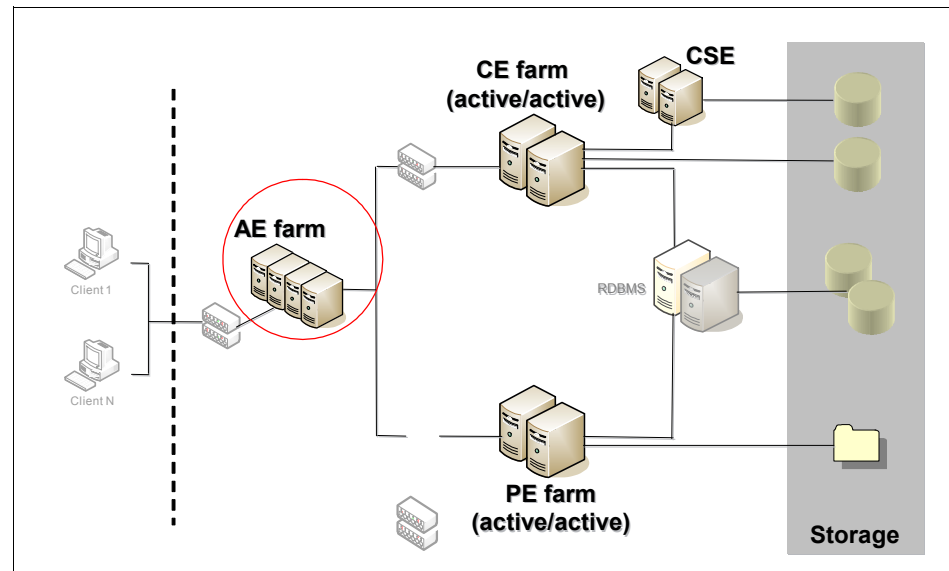 CSE
CE farm
(active/active)
AE farm
Client 1
RDBMS
Client N
PE farm
(active/active)
Storage